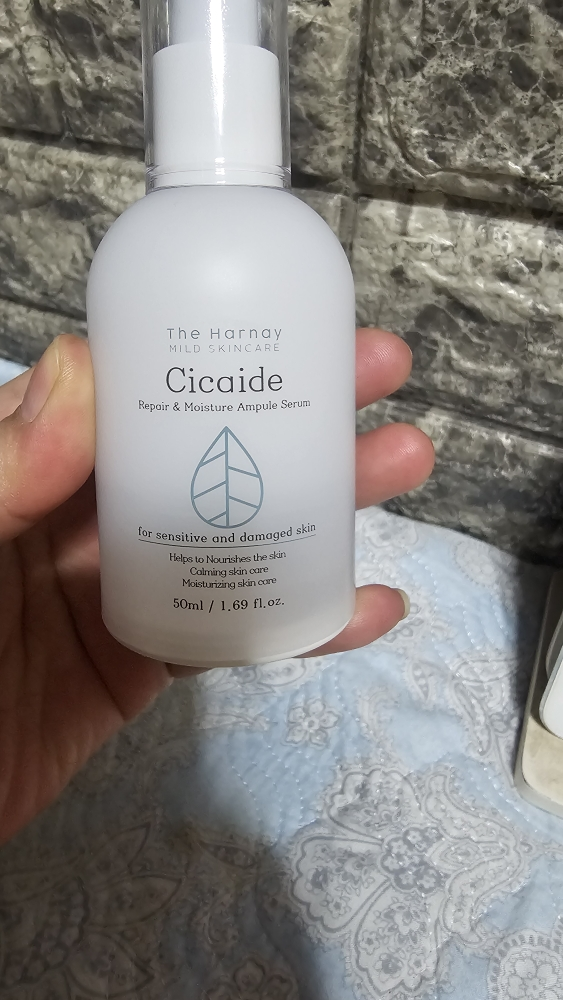 The Harnay
MILD SKINCARE
Cicaide
Repair & Moisture Ampule Serum
for sensitive and damaged skin
Helps to Nourishes the skin
Calming skin care
Moisturizing skin care
50ml / 1.69 fl.oz.